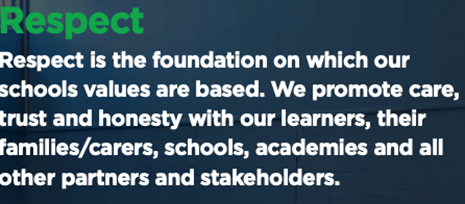 Respect
Respect is the foundation on which our
schools values are based. We promote care,
trust and honesty with our learners, their
families/carers, schools, academies and all
other partners and stakeholders.